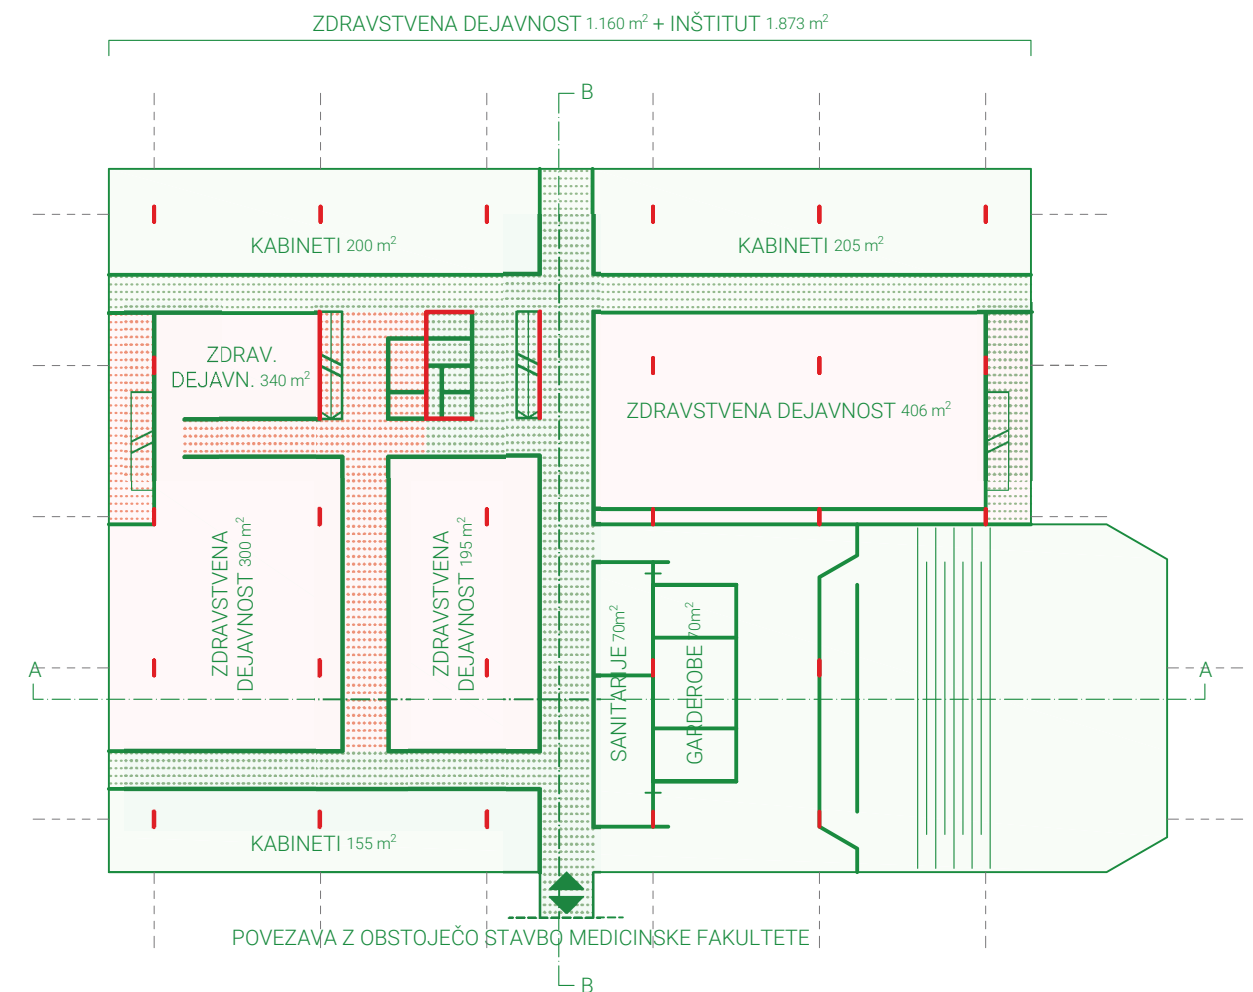 ZDRAVSTVENA DEJAVNOST 1.160 m² + INŠTITUT 1.873 m²
B
KABINETI 200 m²
KABINETI 205 m²
ZDRAV.
DEJAVN. 340 m²
ZDRAVSTVENA DEJAVNOST 406 m²
ZDRAVSTVENA
DEJAVNOST 300 m²
ZDRAVSTVENA
DEJAVNOST 195 m²
SANITARIJE 70m²
GARDEROBE 70m²
A
A
KABINETI 155 m²
POVEZAVA Z OBSTOJEČO STAVBO MEDICINSKE FAKULTETE
B